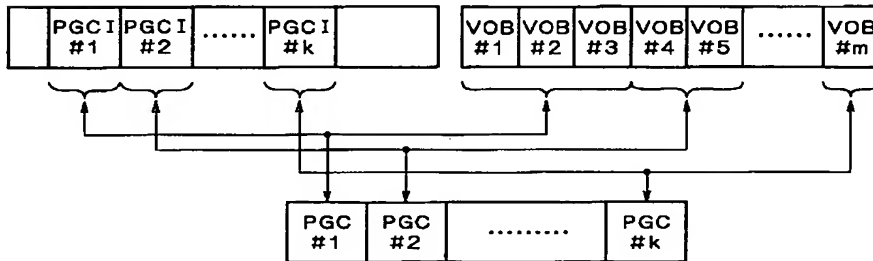 PGCI PGCI ...... PGCI VOB VOB VOB VOB VOB ...... VOB
#1 #2 #k #1 #2 #3 #4 #5 #m
PGC PGC ......... PGC
#1 #2 #k